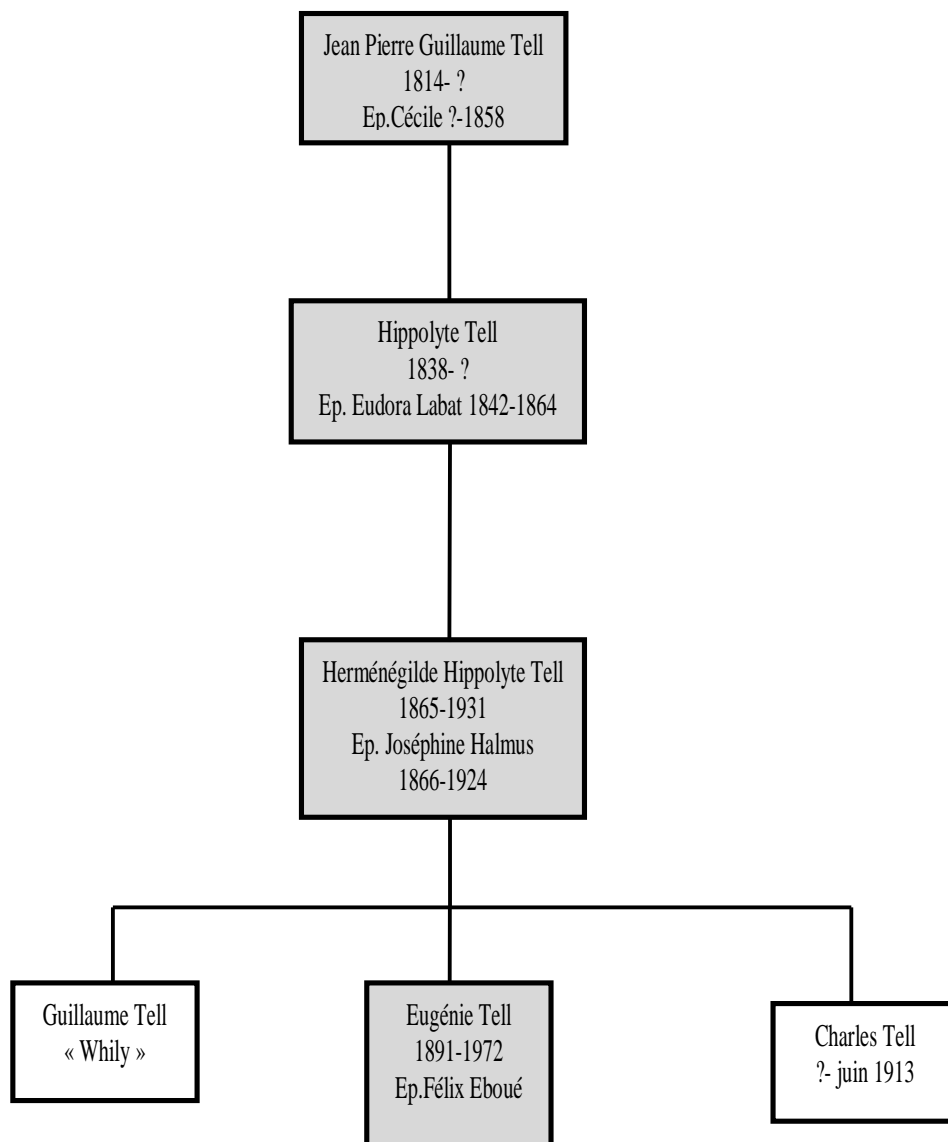 Jean Pierre Guillaume Tell
1814- ?
Ep.Cécile ?-1858
Hippolyte Tell
1838- ?
Ep. Eudora Labat 1842-1864
Herménégilde Hippolyte Tell
1865-1931
Ep. Joséphine Halmus
1866-1924
Guillaume Tell
« Whily »
Eugénie Tell
1891-1972
Ep.Félix Eboué
Charles Tell
?- juin 1913